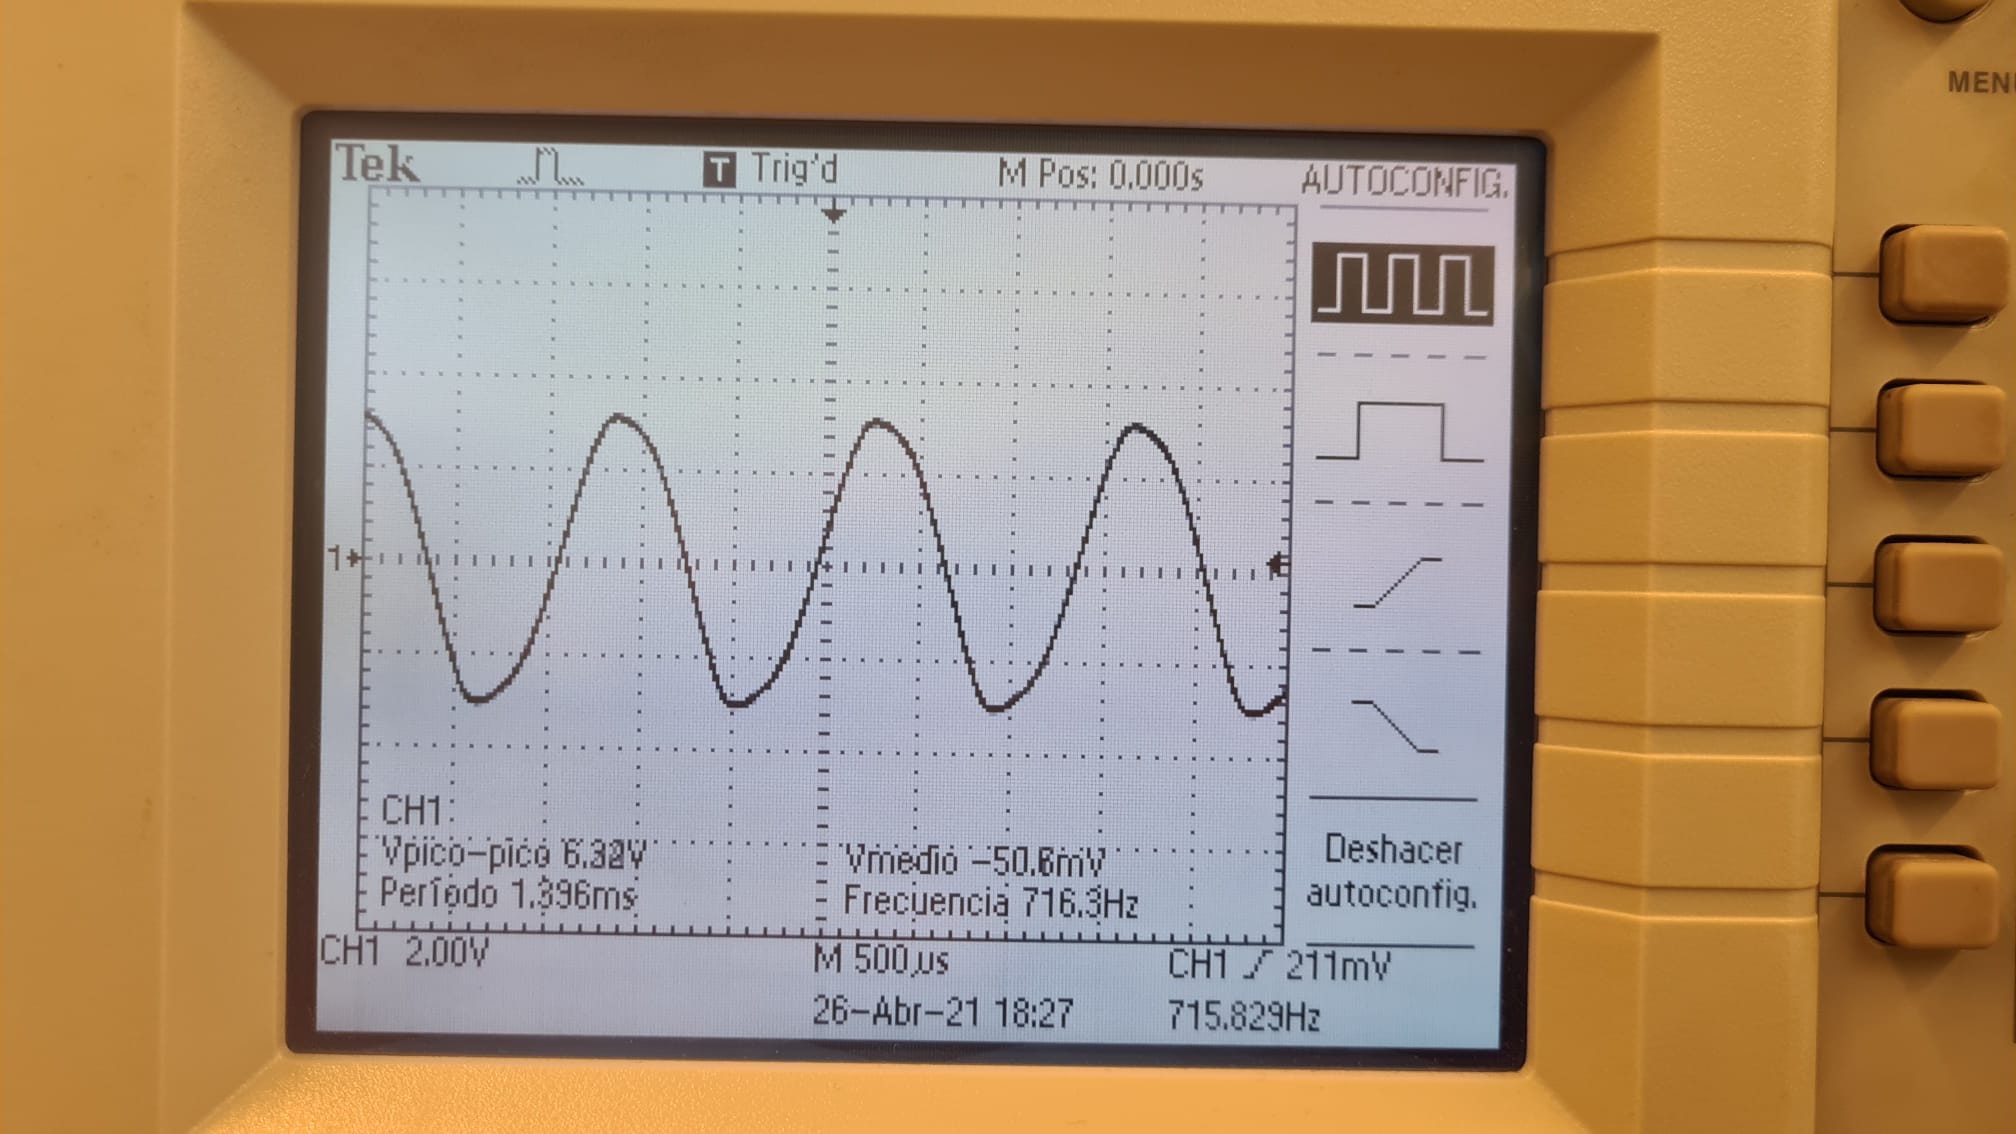 Tek T Trig'd M Pos: 0.000s AUTOCONFIG.
1
CH1
Vpico-pico 6.32V Vmedio -50.6mV
Período 1.396ms Frecuencia 716.3Hz
Deshacer
autoconfig.
CH1 2.00V M 500µs CH1 211mV
26-Abr-21 18:27 715.829Hz